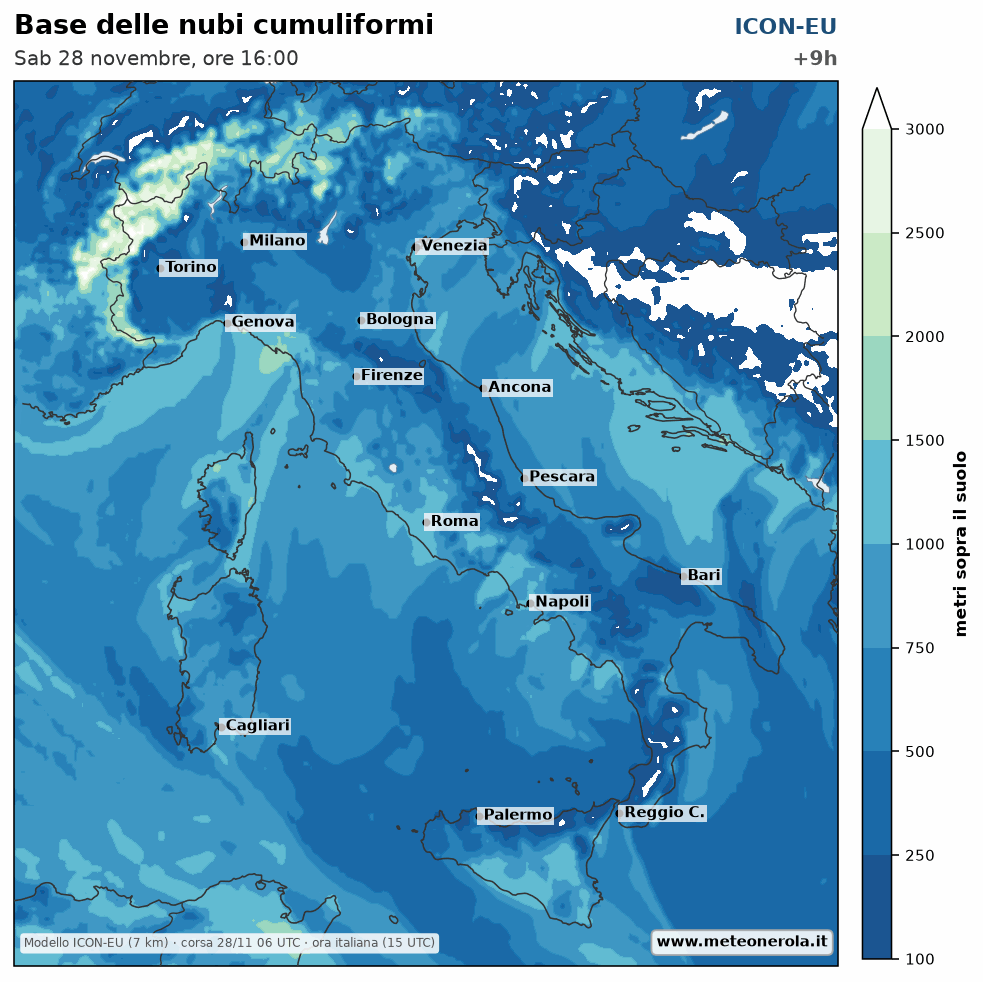 Base delle nubi cumuliformi
ICON-EU
Sab 28 novembre, ore 16:00
+9h
Milano
Venezia
Torino
Genova
Bologna
Firenze
Ancona
Pescara
Roma
Bari
Napoli
Cagliari
Palermo
Reggio C.
3000
2500
2000
1500
1000
750
500
250
100
metri sopra il suolo
Modello ICON-EU (7 km) · corsa 28/11 06 UTC · ora italiana (15 UTC)
www.meteonerola.it